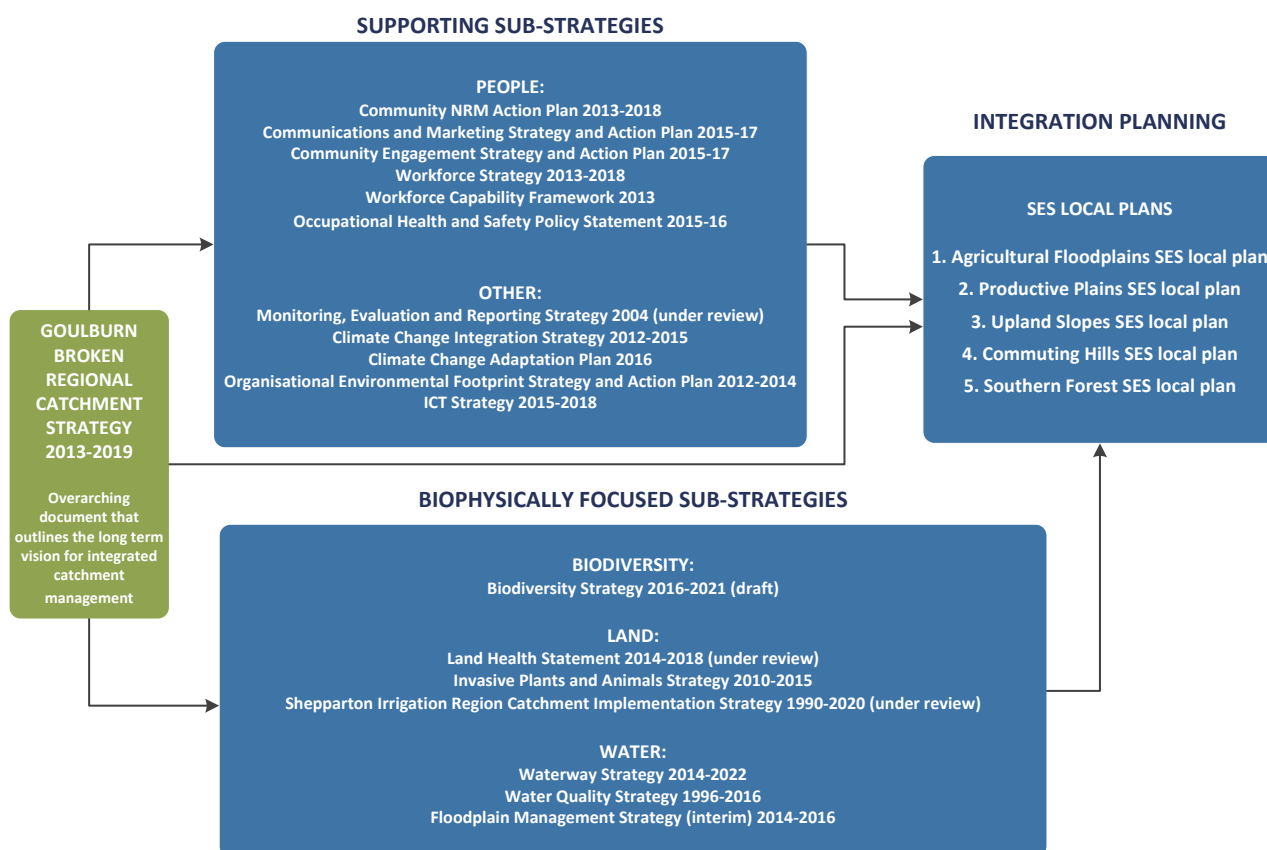 SUPPORTING SUB-STRATEGIES
PEOPLE:
Community NRM Action Plan 2013-2018
Communications and Marketing Strategy and Action Plan 2015-17
Community Engagement Strategy and Action Plan 2015-17
Workforce Strategy 2013-2018
Workforce Capability Framework 2013
Occupational Health and Safety Policy Statement 2015-16
OTHER:
Monitoring, Evaluation and Reporting Strategy 2004 (under review)
Climate Change Integration Strategy 2012-2015
Climate Change Adaptation Plan 2016
Organisational Environmental Footprint Strategy and Action Plan 2012-2014
ICT Strategy 2015-2018
INTEGRATION PLANNING
SES LOCAL PLANS
1. Agricultural Floodplains SES local plan
2. Productive Plains SES local plan
3. Upland Slopes SES local plan
4. Commuting Hills SES local plan
5. Southern Forest SES local plan
GOULBURN
BROKEN
REGIONAL
CATCHMENT
STRATEGY
2013-2019
Overarching
document that
outlines the long term
vision for integrated
catchment
management
BIOPHYSICALLY FOCUSED SUB-STRATEGIES
BIODIVERSITY:
Biodiversity Strategy 2016-2021 (draft)
LAND:
Land Health Statement 2014-2018 (under review)
Invasive Plants and Animals Strategy 2010-2015
Shepparton Irrigation Region Catchment Implementation Strategy 1990-2020 (under review)
WATER:
Waterway Strategy 2014-2022
Water Quality Strategy 1996-2016
Floodplain Management Strategy (interim) 2014-2016